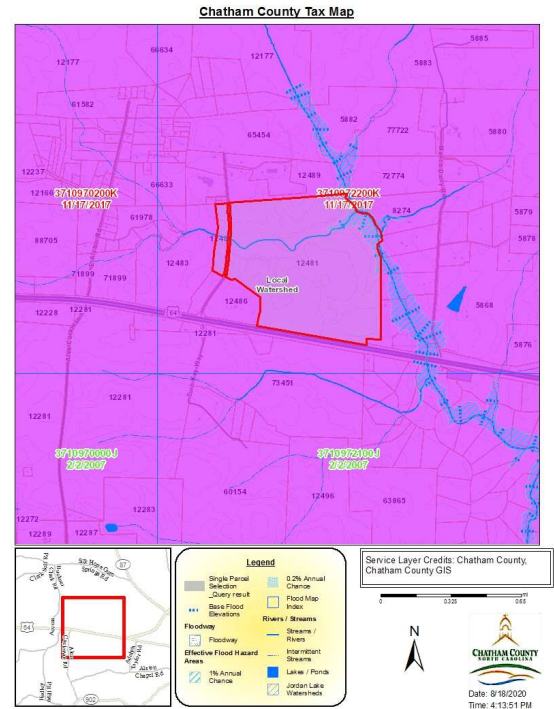 Chatham County Tax Map
66634
5885
12177
12177
5883
61582
5882
77722
5880
65454
12237
12489
72774
12166
66633
3710970200K
11/17/2017
3710972200K
11/17/2017
61978
8274
5879
88705
5878
12483
12481
71899
71899
Local
Watershed
12486
5868
12228
12281
64
12281
5876
73451
12281
12281
3710970000J
2/2/2007
3710972100J
2/2/2007
60154
12496
63865
12283
12272
12289
12287
87
64
902
Legend
Single Parcel
Selection
_Query result
Base Flood
Elevations
Floodway
Floodway
Effective Flood Hazard
Areas
1% Annual
Chance
0.2% Annual
Chance
Flood Map
Index
Rivers / Streams
Streams /
Rivers
Intermittent
Streams
Lakes / Ponds
Jordan Lake
Watersheds
Service Layer Credits: Chatham County,
Chatham County GIS
0 0.325 0.65 mi
N
CHATHAM COUNTY
NORTH CAROLINA
Date: 8/18/2020
Time: 4:13:51 PM